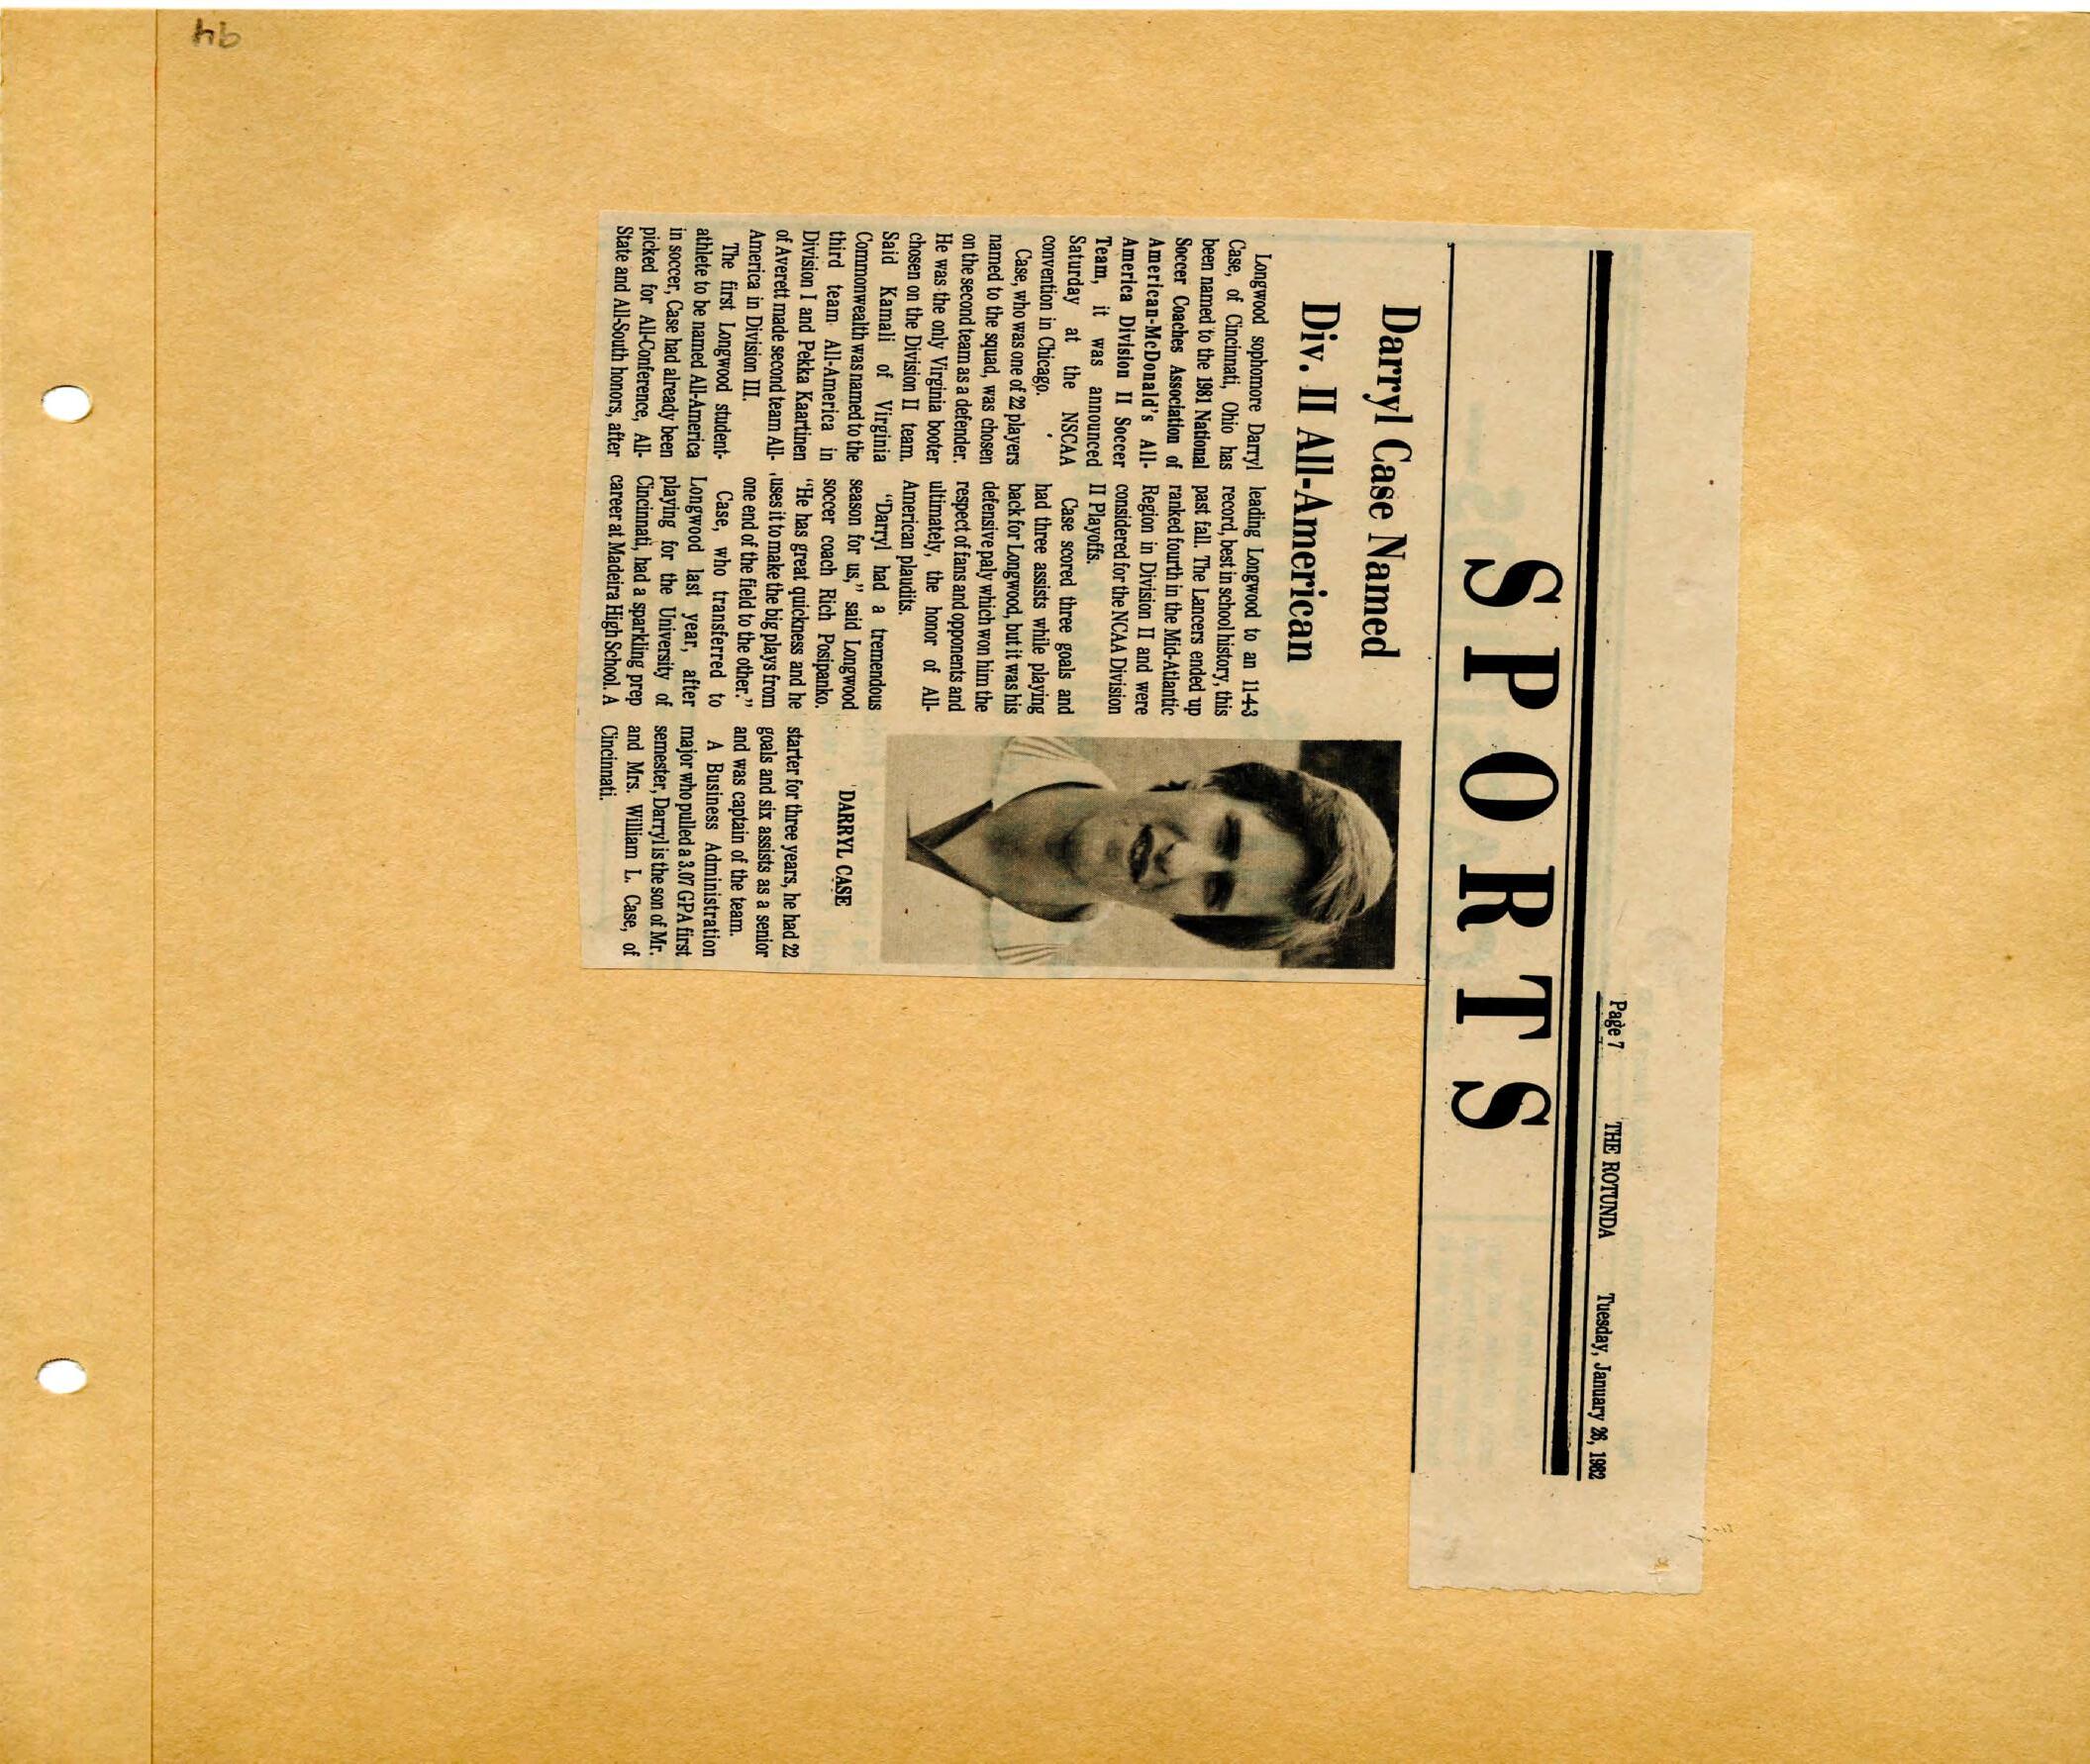 Page 7 THE ROTUNDA Tuesday, January 26, 1982
SPORTS
Darryl Case Named
Div. II All-American
Longwood sophomore Darryl
Case, of Cincinnati, Ohio has
been named to the 1981 National
Soccer Coaches Association of
American-McDonald's All-
America Division II Soccer
Team, it was announced
Saturday at the NSCAA
convention in Chicago.
Case, who was one of 22 players
named to the squad, was chosen
on the second team as a defender.
He was the only Virginia booter
chosen on the Division II team.
Said Kamali of Virginia
Commonwealth was named to the
third team All-America in
Division I and Pekka Kaartinen
of Averett made second team All-
America in Division III.
The first Longwood student-
athlete to be named All-America
in soccer, Case had already been
picked for All-Conference, All-
State and All-South honors, after
leading Longwood to an 11-4-3
record, best in school history, this
past fall. The Lancers ended up
ranked fourth in the Mid-Atlantic
Region in Division II and were
considered for the NCAA Division
II Playoffs.
Case scored three goals and
had three assists while playing
back for Longwood, but it was his
defensive paly which won him the
respect of fans and opponents and
ultimately, the honor of All-
American plaudits.
"Darryl had a tremendous
season for us," said Longwood
soccer coach Rich Posipanko.
"He has great quickness and he
uses it to make the big plays from
one end of the field to the other."
Case, who transferred to
Longwood last year, after
playing for the University of
Cincinnati, had a sparkling prep
career at Madeira High School. A
DARRYL CASE
starter for three years, he had 22
goals and six assists as a senior
and was captain of the team.
A Business Administration
major who pulled a 3.07 GPA first
semester, Darryl is the son of Mr.
and Mrs. William L. Case, of
Cincinnati.
94